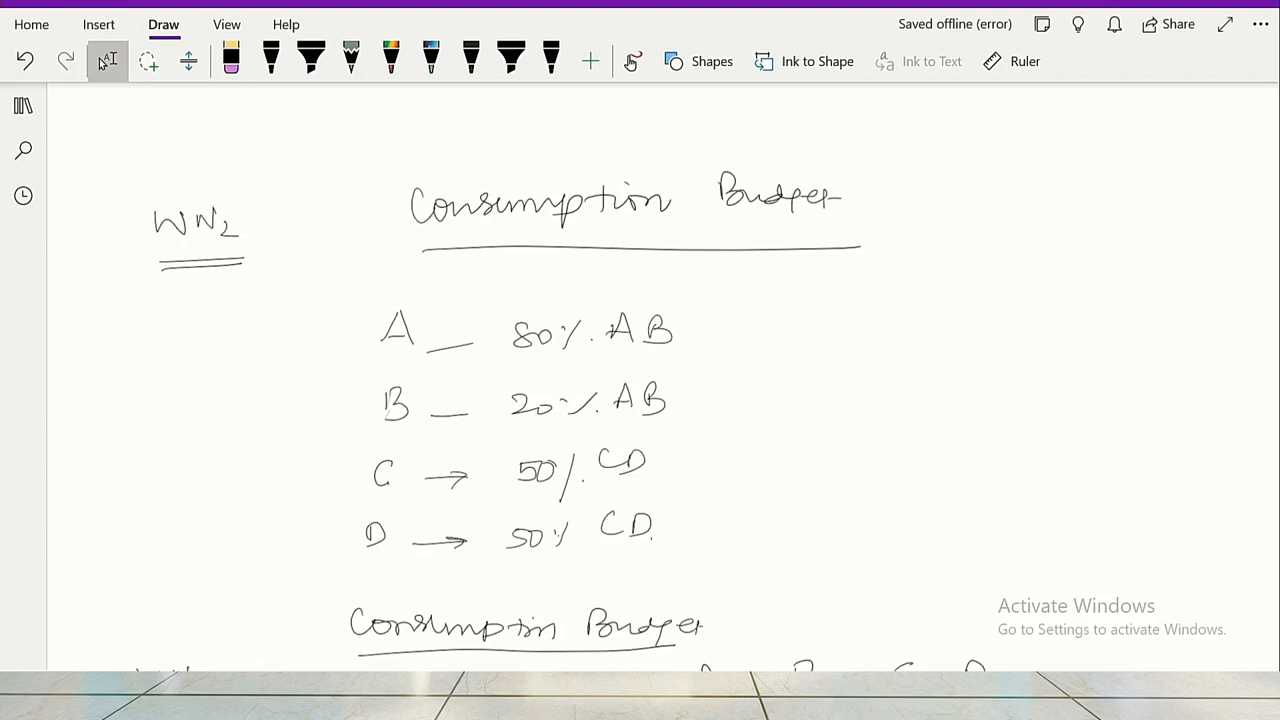 Home Insert Draw View Help Saved offline (error) Share
Shapes Ink to Shape Ink to Text Ruler
Consumption Budget
WN2
A — 80%. AB
B — 20%. AB
C → 50%. CD
D → 50% CD.
Consumption Budget
Activate Windows
Go to Settings to activate Windows.